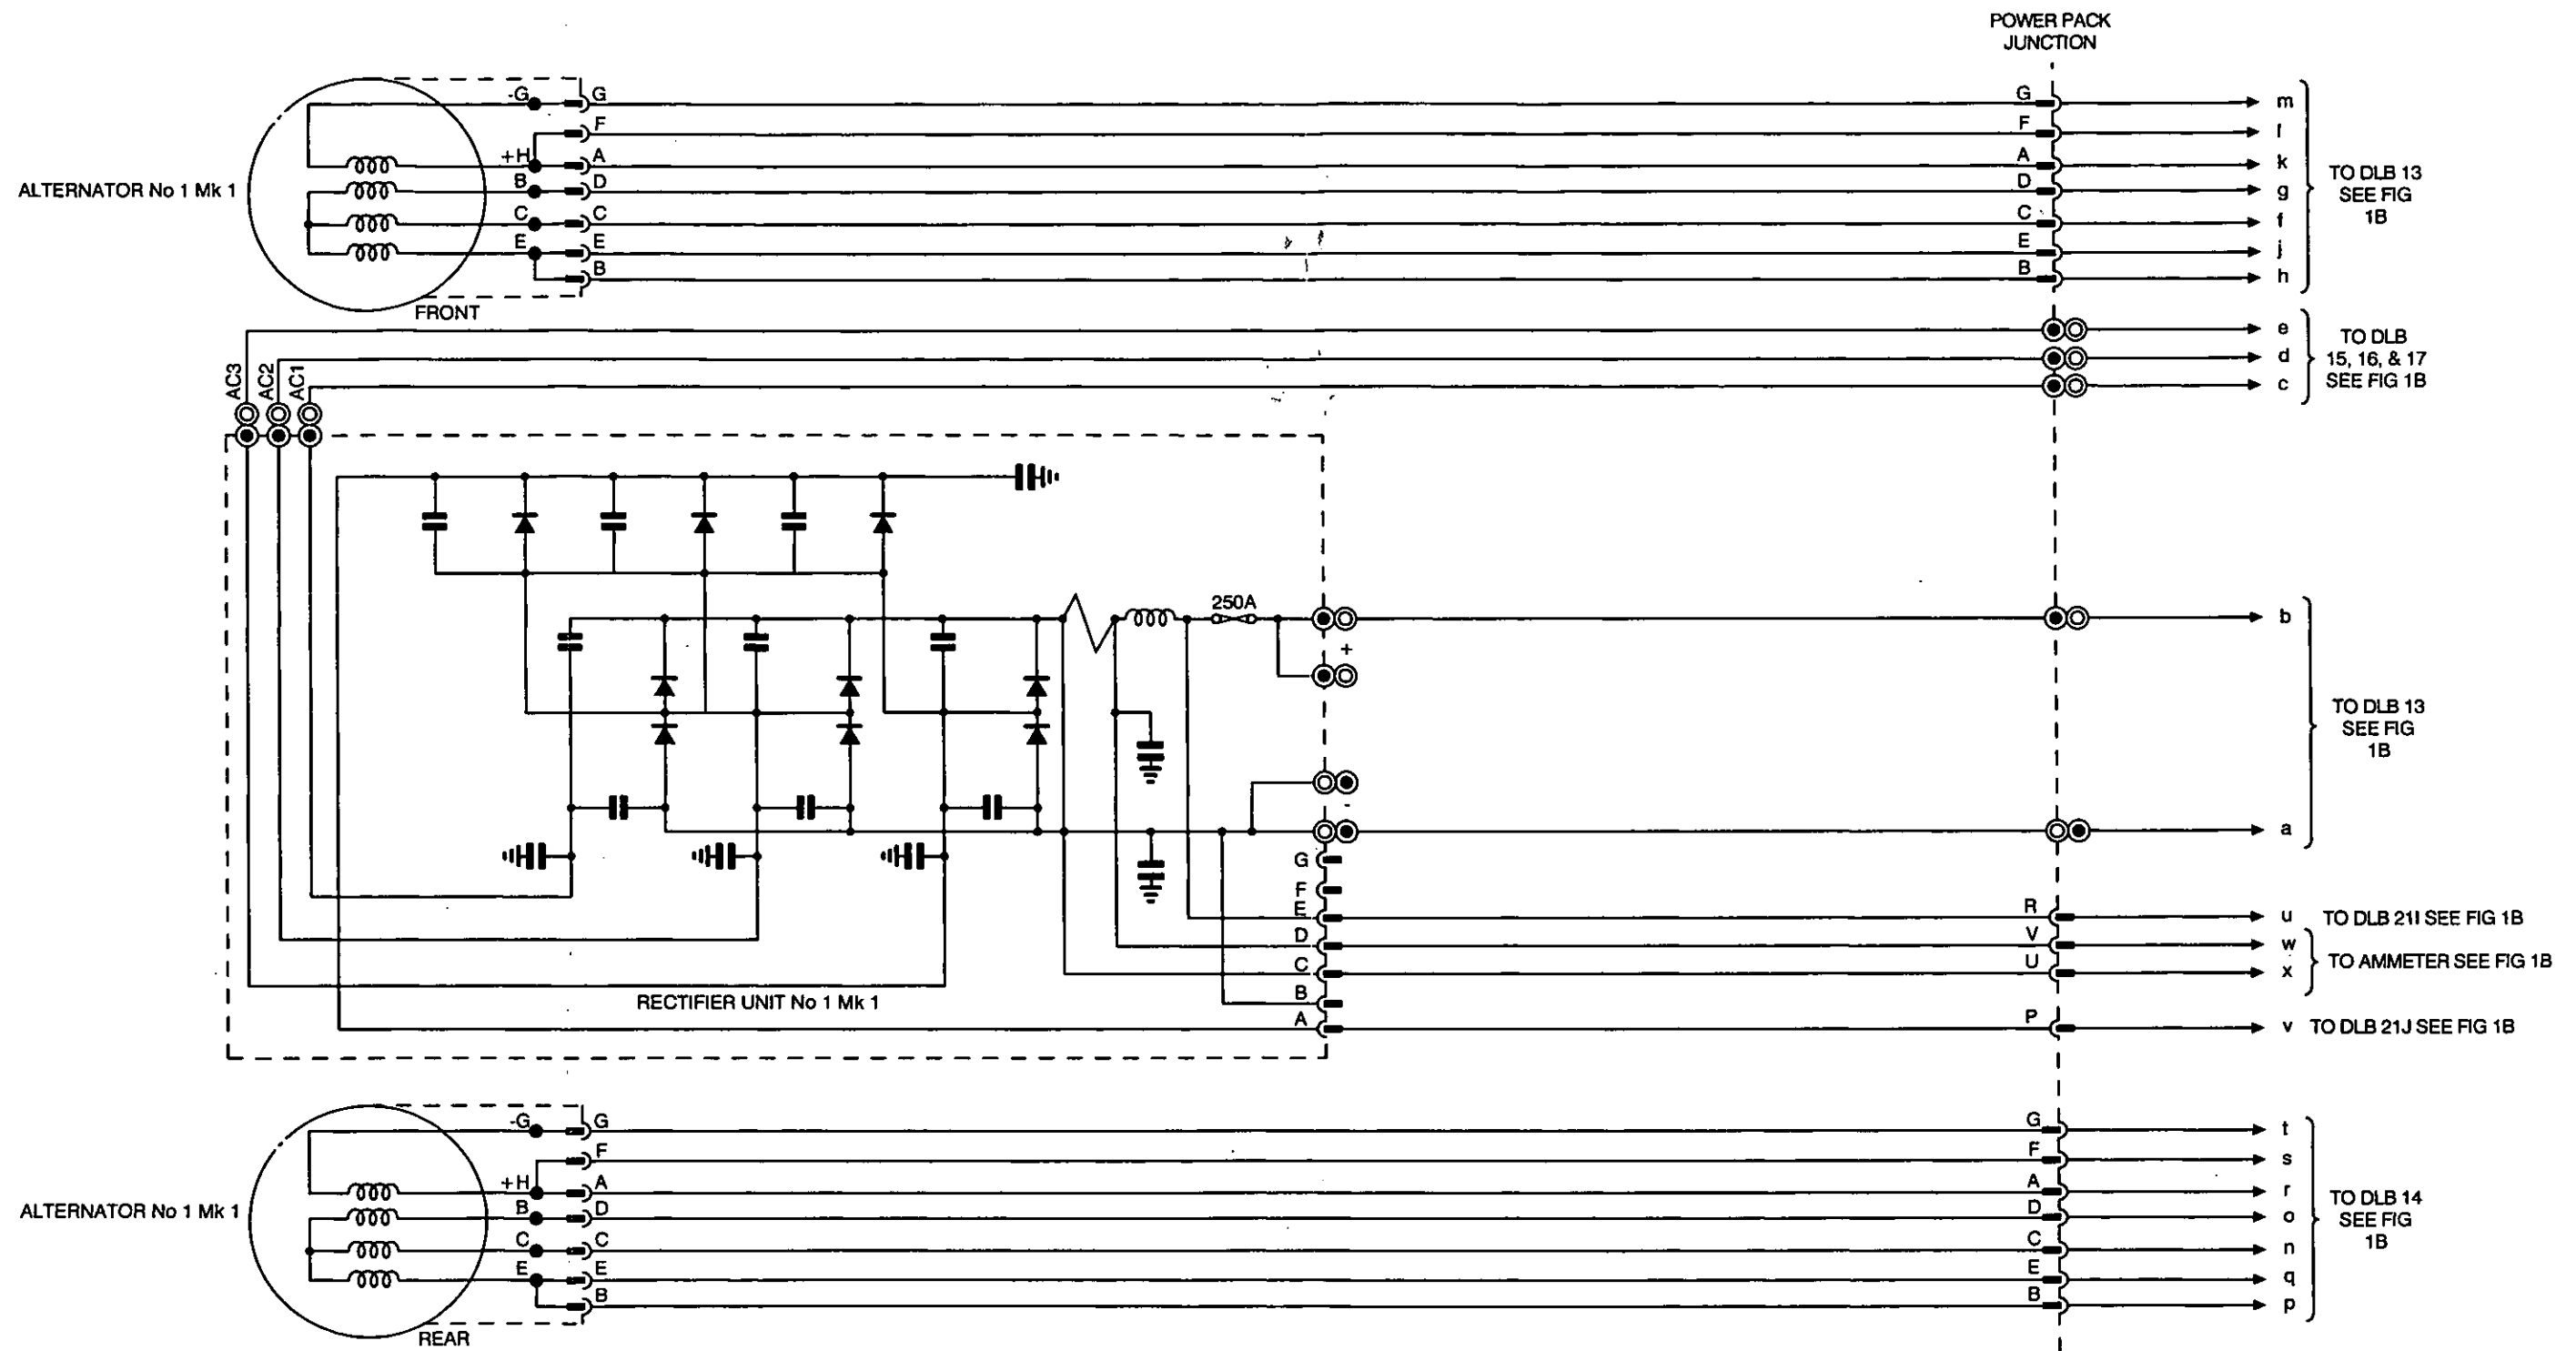 POWER PACK
JUNCTION
-G G G m
F F l
+H A A k
ALTERNATOR No 1 Mk 1
B D D g
C C C f
E E E j
B B h
TO DLB 13
SEE FIG
1B
FRONT
e
d
c
TO DLB
15, 16, & 17
SEE FIG 1B
AC3
AC2
AC1
250A
b
+
TO DLB 13
SEE FIG
1B
-
a
G
F
E R u TO DLB 21I SEE FIG 1B
D V w
C U x
TO AMMETER SEE FIG 1B
B
RECTIFIER UNIT No 1 Mk 1
A P v TO DLB 21J SEE FIG 1B
-G G G t
F F s
+H A A r
ALTERNATOR No 1 Mk 1
B D D o
C C C n
E E E q
B B p
TO DLB 14
SEE FIG
1B
REAR